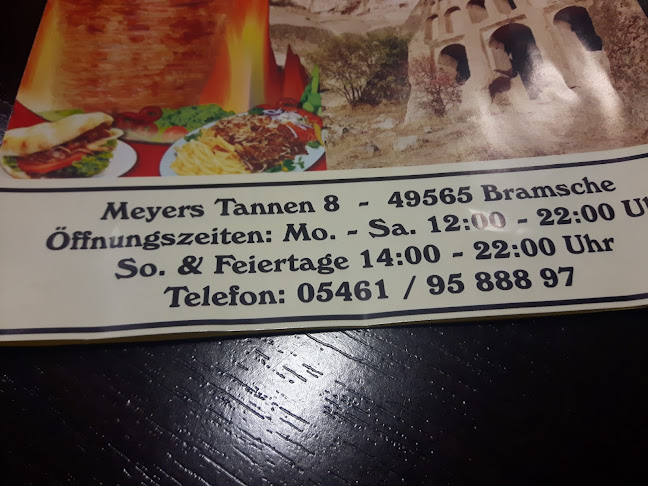 Meyers Tannen 8 - 49565 Bramsche
Öffnungszeiten: Mo. - Sa. 12:00 - 22:00 U
So. & Feiertage 14:00 - 22:00 Uhr
Telefon: 05461 / 95 888 97